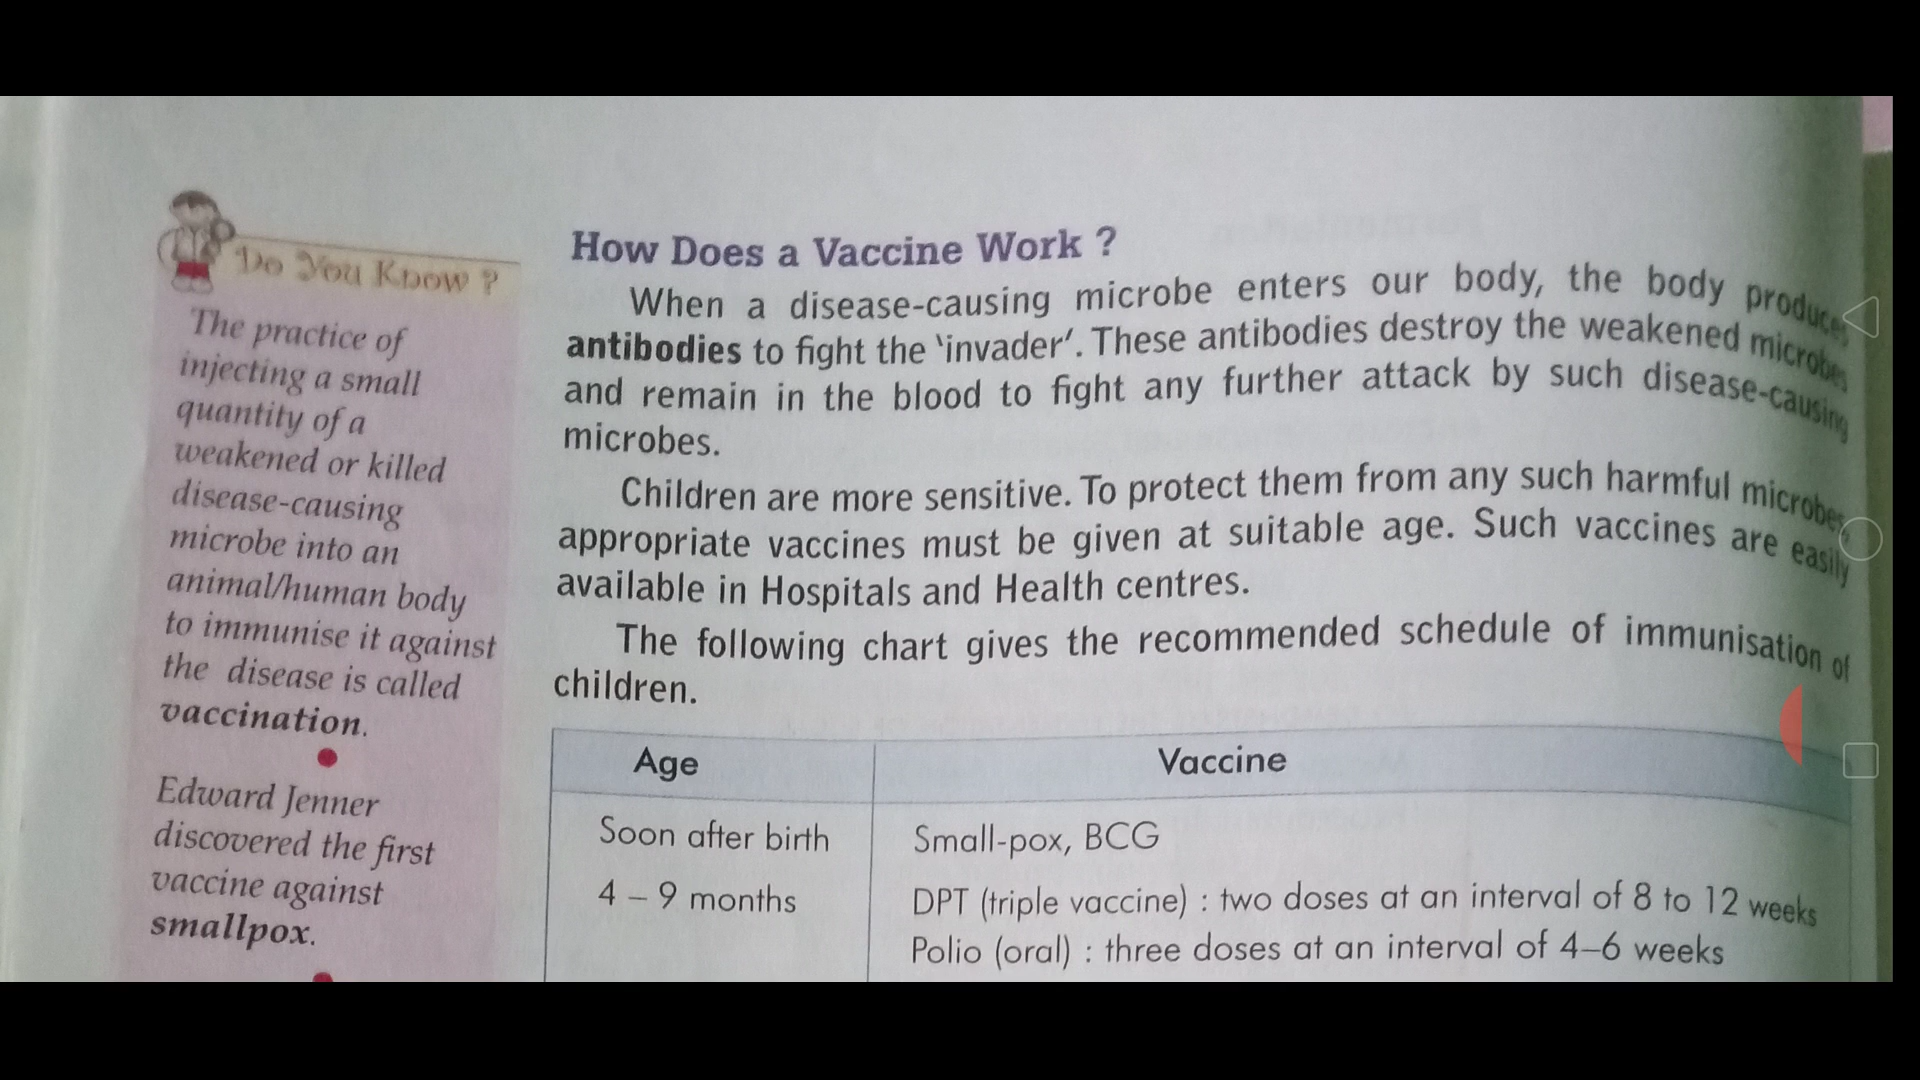 Do You Know ?
The practice of
injecting a small
quantity of a
weakened or killed
disease-causing
microbe into an
animal/human body
to immunise it against
the disease is called
vaccination.
Edward Jenner
discovered the first
vaccine against
smallpox.
How Does a Vaccine Work ?
When a disease-causing microbe enters our body, the body produces
antibodies to fight the 'invader'. These antibodies destroy the weakened microbes
and remain in the blood to fight any further attack by such disease-causing
microbes.
Children are more sensitive. To protect them from any such harmful microbes,
appropriate vaccines must be given at suitable age. Such vaccines are easily
available in Hospitals and Health centres.
The following chart gives the recommended schedule of immunisation of
children.
Age Vaccine
Soon after birth Small-pox, BCG
4 – 9 months DPT (triple vaccine) : two doses at an interval of 8 to 12 weeks
Polio (oral) : three doses at an interval of 4–6 weeks